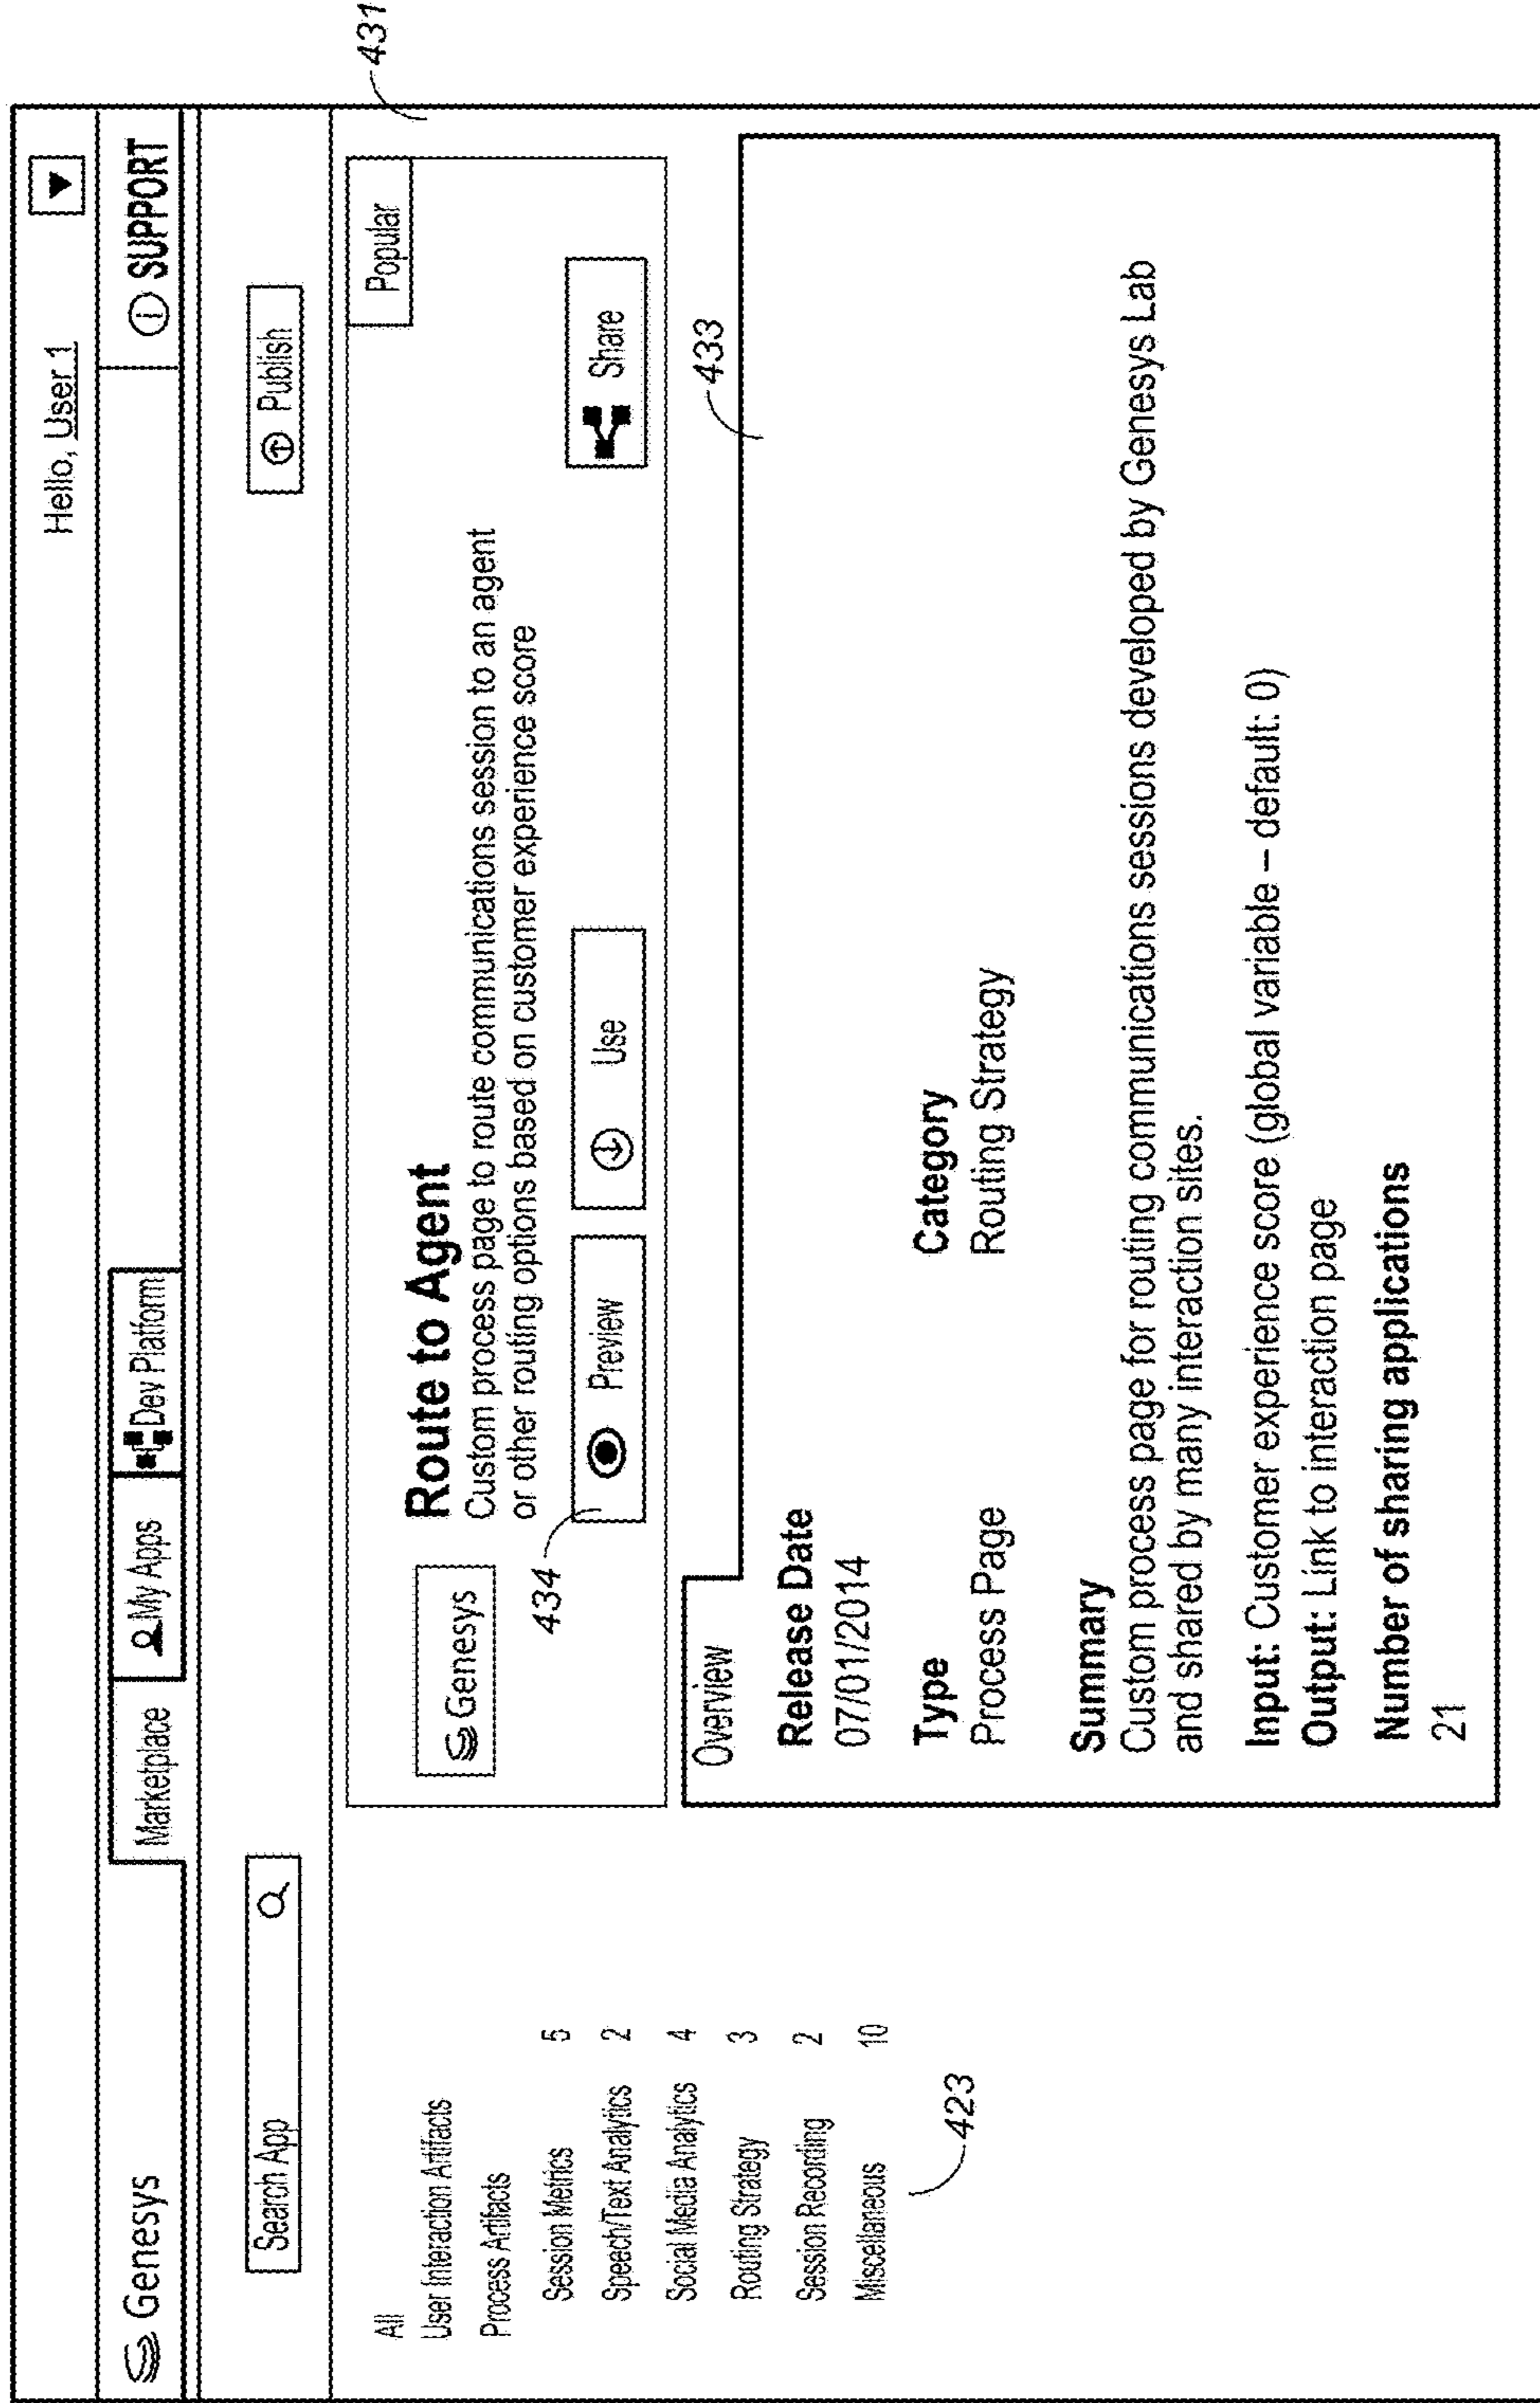 Hello, User 1
Genesys
Marketplace
My Apps
Dev Platform
SUPPORT
Search App
Publish
All
User Interaction Artifacts
Process Artifacts
Session Metrics 5
Speech/Text Analytics 2
Social Media Analytics 4
Routing Strategy 3
Session Recording 2
Miscellaneous 10
423
431
Popular
Genesys
Route to Agent
Custom process page to route communications session to an agent
or other routing options based on customer experience score
434
Preview
Use
Share
433
Overview
Release Date
07/01/2014
Type Category
Process Page Routing Strategy
Summary
Custom process page for routing communications sessions developed by Genesys Lab
and shared by many interaction sites.
Input: Customer experience score (global variable – default: 0)
Output: Link to interaction page
Number of sharing applications
21